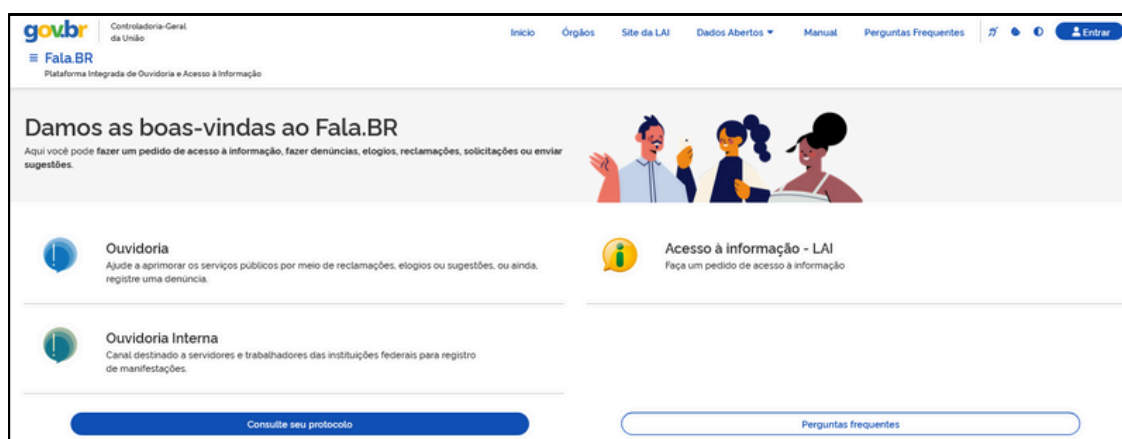 gov.br
Controladoria-Geral
da União
Inicio Órgãos Site da LAI Dados Abertos Manual Perguntas Frequentes Entrar
Fala.BR
Plataforma Integrada de Ouvidoria e Acesso à Informação
Damos as boas-vindas ao Fala.BR
Aqui você pode fazer um pedido de acesso à informação, fazer denúncias, elogios, reclamações, solicitações ou enviar
sugestões.
Ouvidoria
Ajude a aprimorar os serviços públicos por meio de reclamações, elogios ou sugestões, ou ainda,
registre uma denúncia.
Acesso à informação - LAI
Faça um pedido de acesso à informação
Ouvidoria Interna
Canal destinado a servidores e trabalhadores das instituições federais para registro
de manifestações.
Consulte seu protocolo
Perguntas frequentes